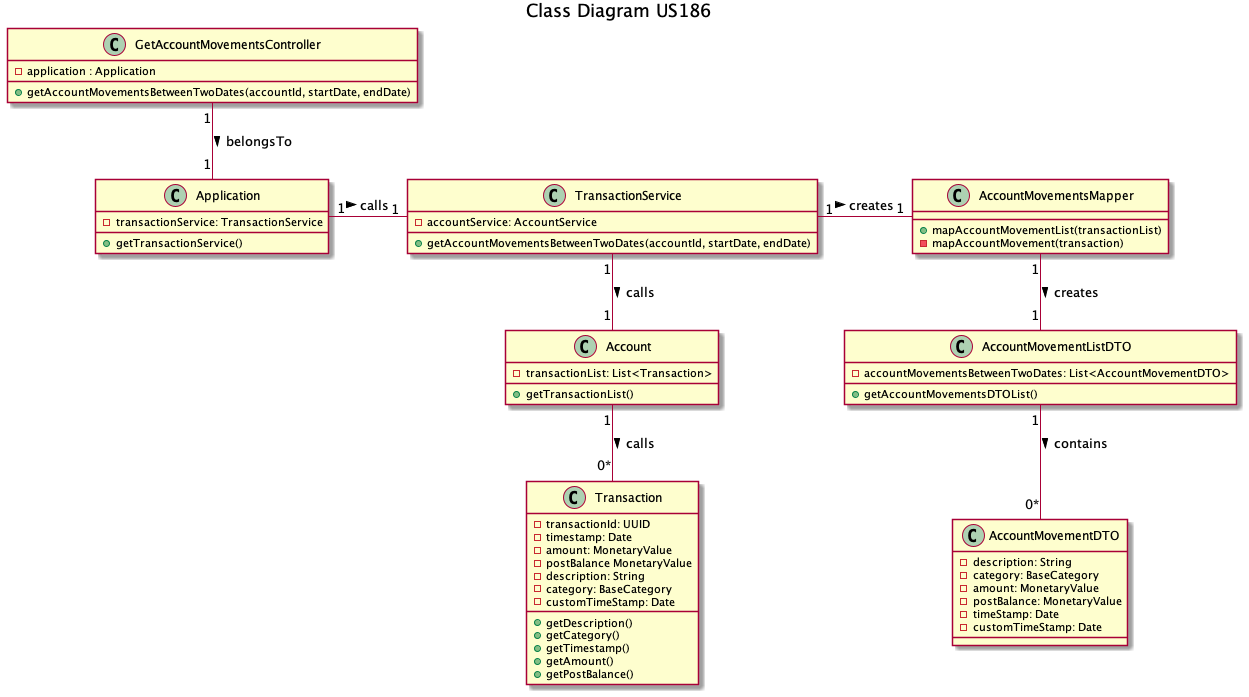 Class Diagram US186
C GetAccountMovementsController
application : Application
getAccountMovementsBetweenTwoDates(accountId, startDate, endDate)
1
belongsTo
1
C Application
transactionService: TransactionService
getTransactionService()
1 calls 1
C TransactionService
accountService: AccountService
getAccountMovementsBetweenTwoDates(accountId, startDate, endDate)
1 creates 1
C AccountMovementsMapper
mapAccountMovementList(transactionList)
mapAccountMovement(transaction)
1
calls
1
C Account
transactionList: List<Transaction>
getTransactionList()
1
calls
0*
C Transaction
transactionId: UUID
timestamp: Date
amount: MonetaryValue
postBalance MonetaryValue
description: String
category: BaseCategory
customTimeStamp: Date
getDescription()
getCategory()
getTimestamp()
getAmount()
getPostBalance()
1
creates
1
C AccountMovementListDTO
accountMovementsBetweenTwoDates: List<AccountMovementDTO>
getAccountMovementsDTOList()
1
contains
0*
C AccountMovementDTO
description: String
category: BaseCategory
amount: MonetaryValue
postBalance: MonetaryValue
timeStamp: Date
customTimeStamp: Date